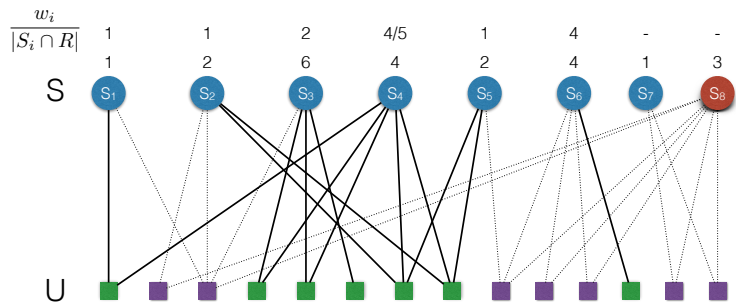 w_i
|S_i ∩ R|
1 1 2 4/5 1 4 - -
1 2 6 4 2 4 1 3
S S₁ S₂ S₃ S₄ S₅ S₆ S₇ S₈
U